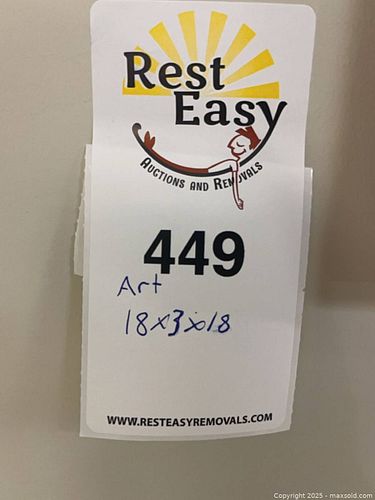 Rest
Easy
AUCTIONS AND REMOVALS
449
Art
18x3x18
WWW.RESTEASYREMOVALS.COM
Copyright 2025 - maxsold.com